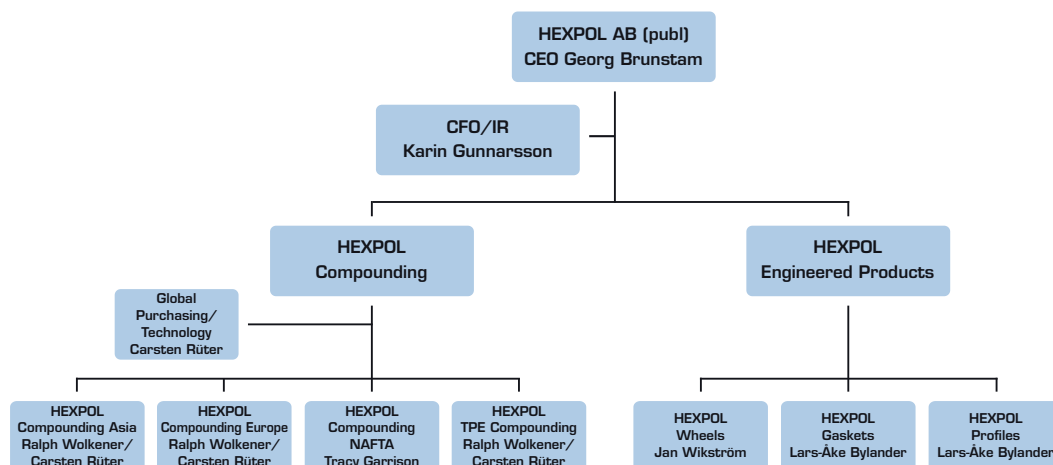 HEXPOL AB (publ)
CEO Georg Brunstam
CFO/IR
Karin Gunnarsson
HEXPOL
Compounding
HEXPOL
Engineered Products
Global
Purchasing/
Technology
Carsten Rüter
HEXPOL
Compounding Asia
Ralph Wolkener/
Carsten Rüter
HEXPOL
Compounding Europe
Ralph Wolkener/
Carsten Rüter
HEXPOL
Compounding
NAFTA
Tracy Garrison
HEXPOL
TPE Compounding
Ralph Wolkener/
Carsten Rüter
HEXPOL
Wheels
Jan Wikström
HEXPOL
Gaskets
Lars-Åke Bylander
HEXPOL
Profiles
Lars-Åke Bylander